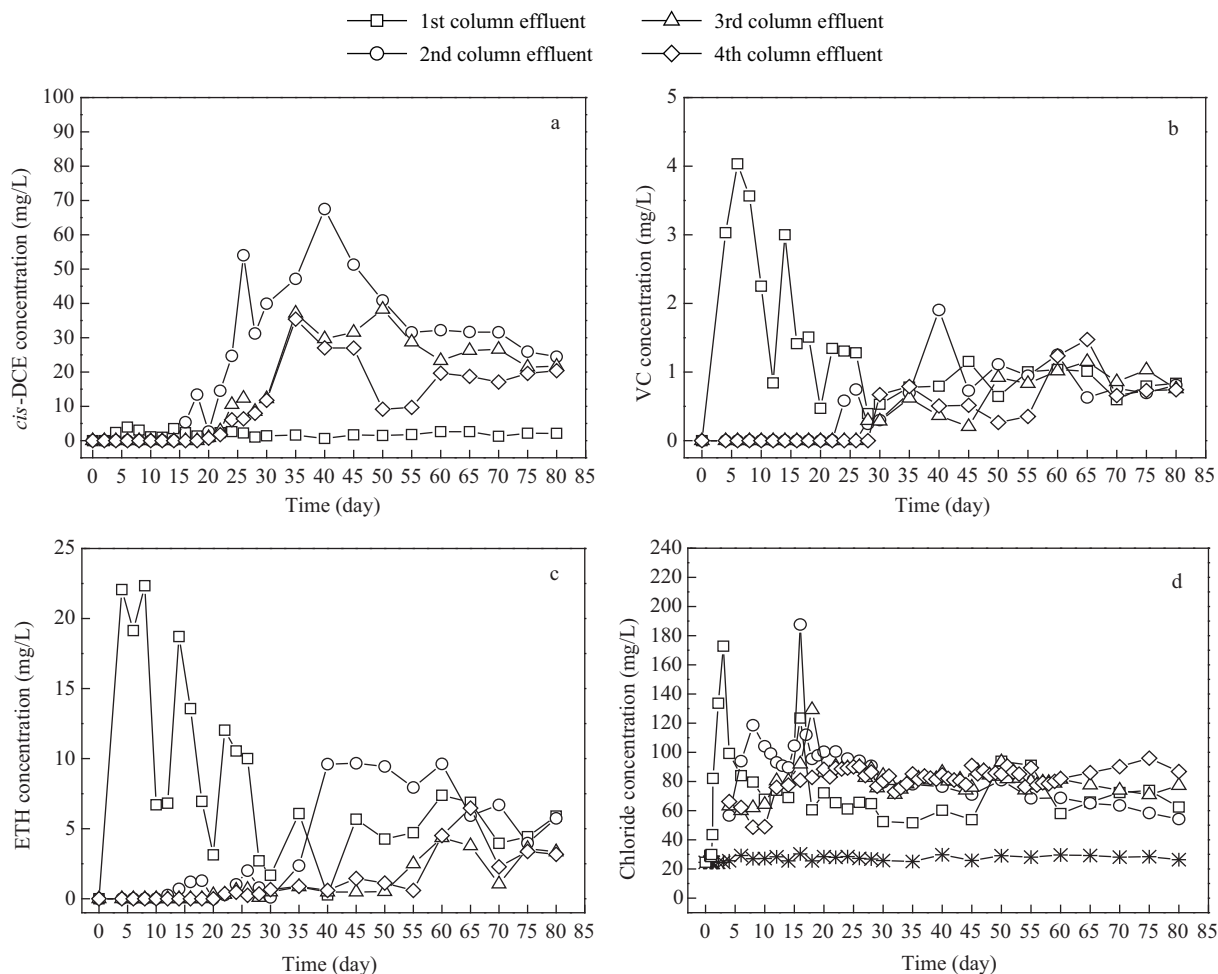 1st column effluent
3rd column effluent
2nd column effluent
4th column effluent
a
cis-DCE concentration (mg/L)
100
90
80
70
60
50
40
30
20
10
0
0 5 10 15 20 25 30 35 40 45 50 55 60 65 70 75 80 85
Time (day)
b
VC concentration (mg/L)
5
4
3
2
1
0
0 5 10 15 20 25 30 35 40 45 50 55 60 65 70 75 80 85
Time (day)
c
ETH concentration (mg/L)
25
20
15
10
5
0
0 5 10 15 20 25 30 35 40 45 50 55 60 65 70 75 80 85
Time (day)
d
Chloride concentration (mg/L)
240
220
200
180
160
140
120
100
80
60
40
20
0
0 5 10 15 20 25 30 35 40 45 50 55 60 65 70 75 80 85
Time (day)